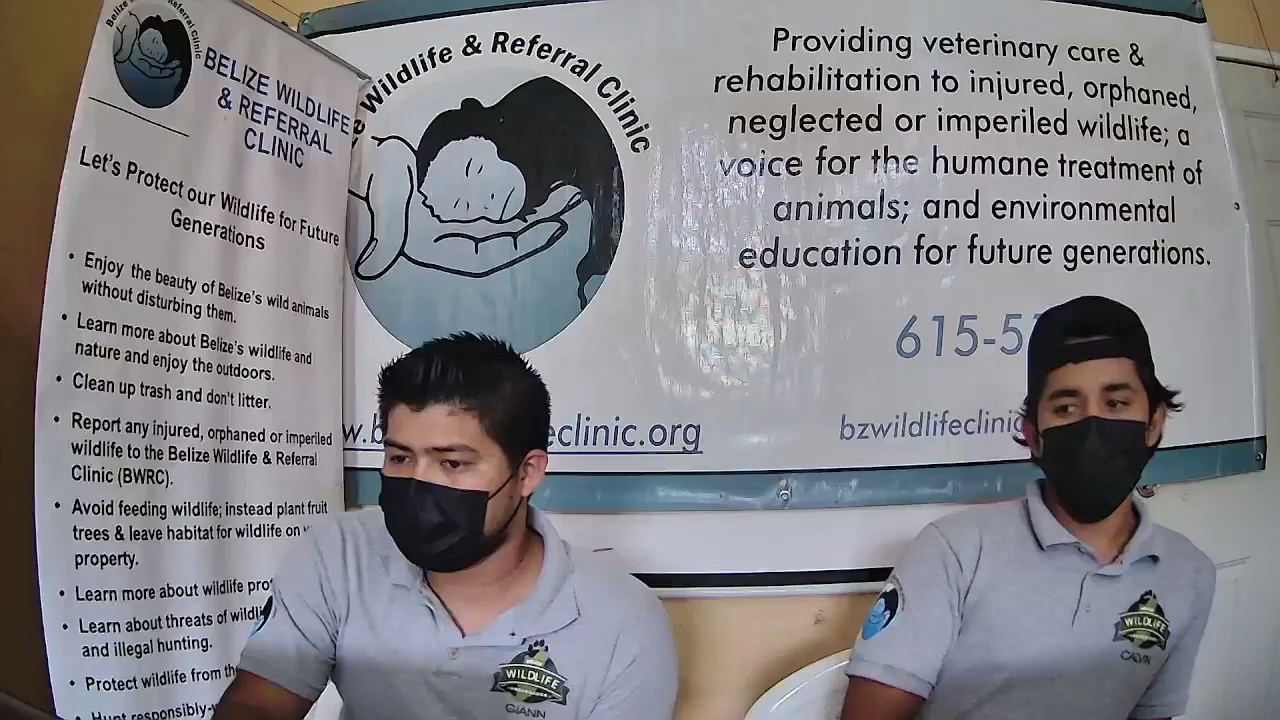 Belize
Referral Clinic
BELIZE WILDLIFE
& REFERRAL
CLINIC
Let's Protect our Wildlife for Future
Generations
• Enjoy the beauty of Belize's wild animals
without disturbing them.
• Learn more about Belize's wildlife and
nature and enjoy the outdoors.
• Clean up trash and don't litter.
• Report any injured, orphaned or imperiled
wildlife to the Belize Wildlife & Referral
Clinic (BWRC).
• Avoid feeding wildlife; instead plant fruit
trees & leave habitat for wildlife on
property.
• Learn more about wildlife
• Learn about threats of
and illegal hunting.
• Protect wildlife from
• Hunt responsibly-
Wildlife & Referral Clinic
Providing veterinary care &
rehabilitation to injured, orphaned,
neglected or imperiled wildlife; a
voice for the humane treatment of
animals; and environmental
education for future generations.
615-5
eclinic.org
bzwildlifeclinic
WILDLIFE
GIANN
WILDLIFE
CALVIN